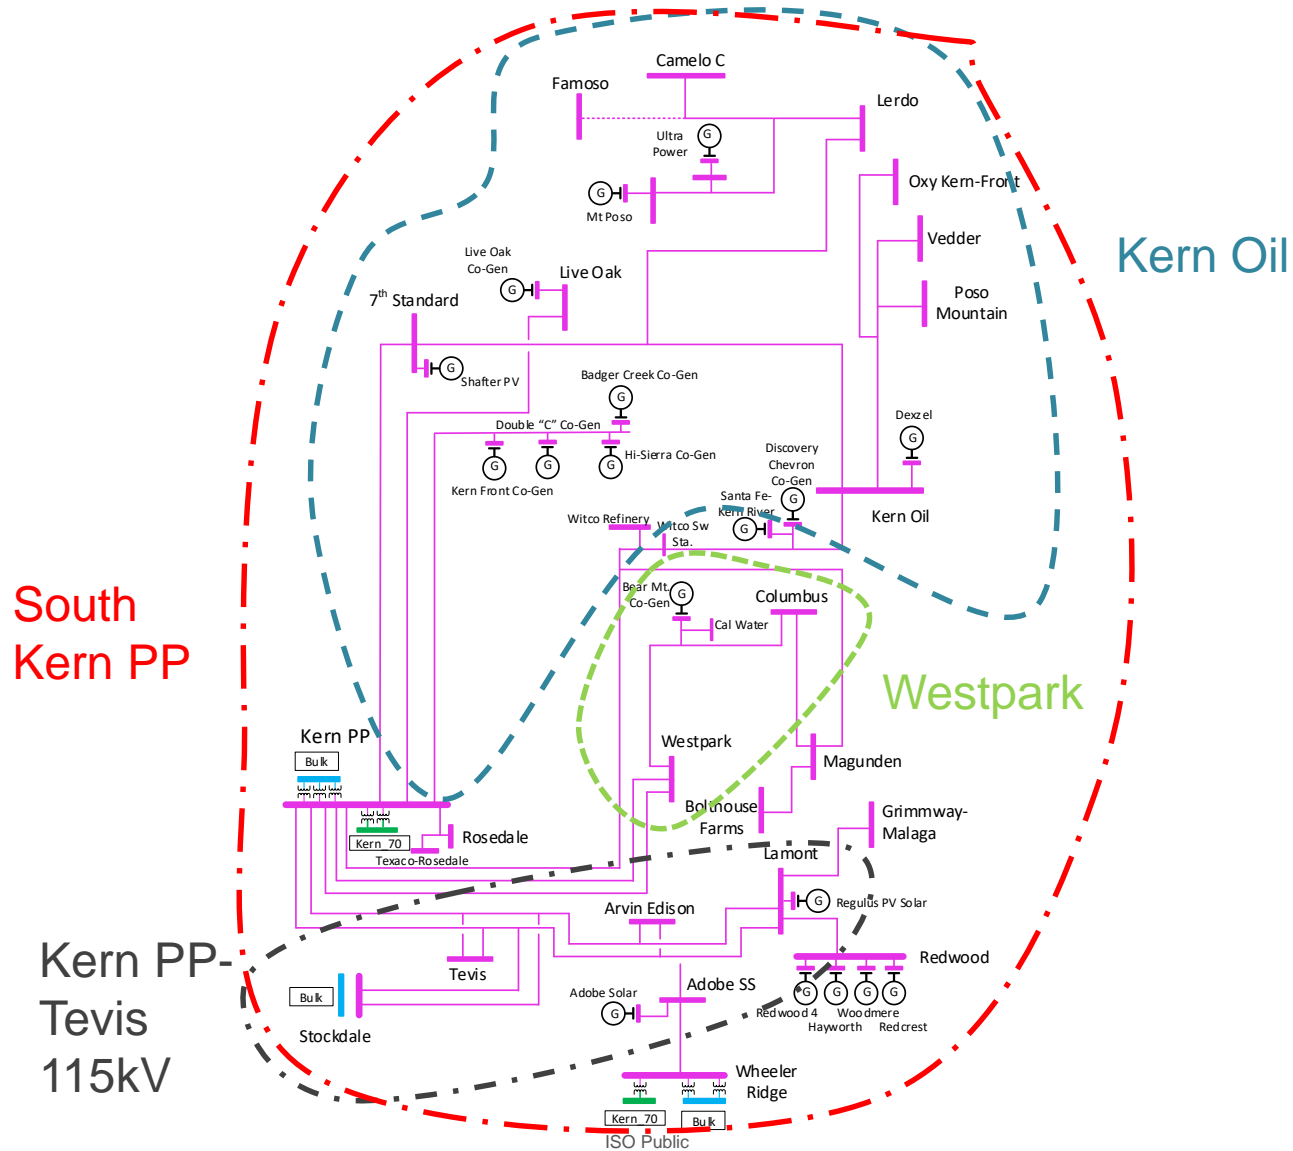 Camelo C
Famoso
Lerdo
Ultra
Power
G
Oxy Kern-Front
G
Mt Poso
Vedder
Kern Oil
Live Oak
Co-Gen
Live Oak
G
7th Standard
Poso
Mountain
G
Shafter PV
Badger Creek Co-Gen
G
Dexzel
Double "C" Co-Gen
G
Discovery
Chevron
Co-Gen
Hi-Sierra Co-Gen
G
G
G
Kern Front Co-Gen
Santa Fe-
Kern River
G
G
Kern Oil
Witco Refinery
Witco Sw
Sta.
Bear Mt.
Co-Gen
G
Columbus
Cal Water
South
Kern PP
Westpark
Kern PP
Bulk
Westpark
Magunden
Bolthouse
Farms
Grimmway-
Malaga
Kern_70
Rosedale
Texaco-Rosedale
Lamont
G
Regulus PV Solar
Arvin Edison
Kern PP-
Tevis
115kV
Tevis
Redwood
Bulk
Stockdale
Adobe SS
Adobe Solar
G
G
G
G
G
Redwood 4
Woodmere
Hayworth
Redcrest
Wheeler
Ridge
Kern_70
Bulk
ISO Public